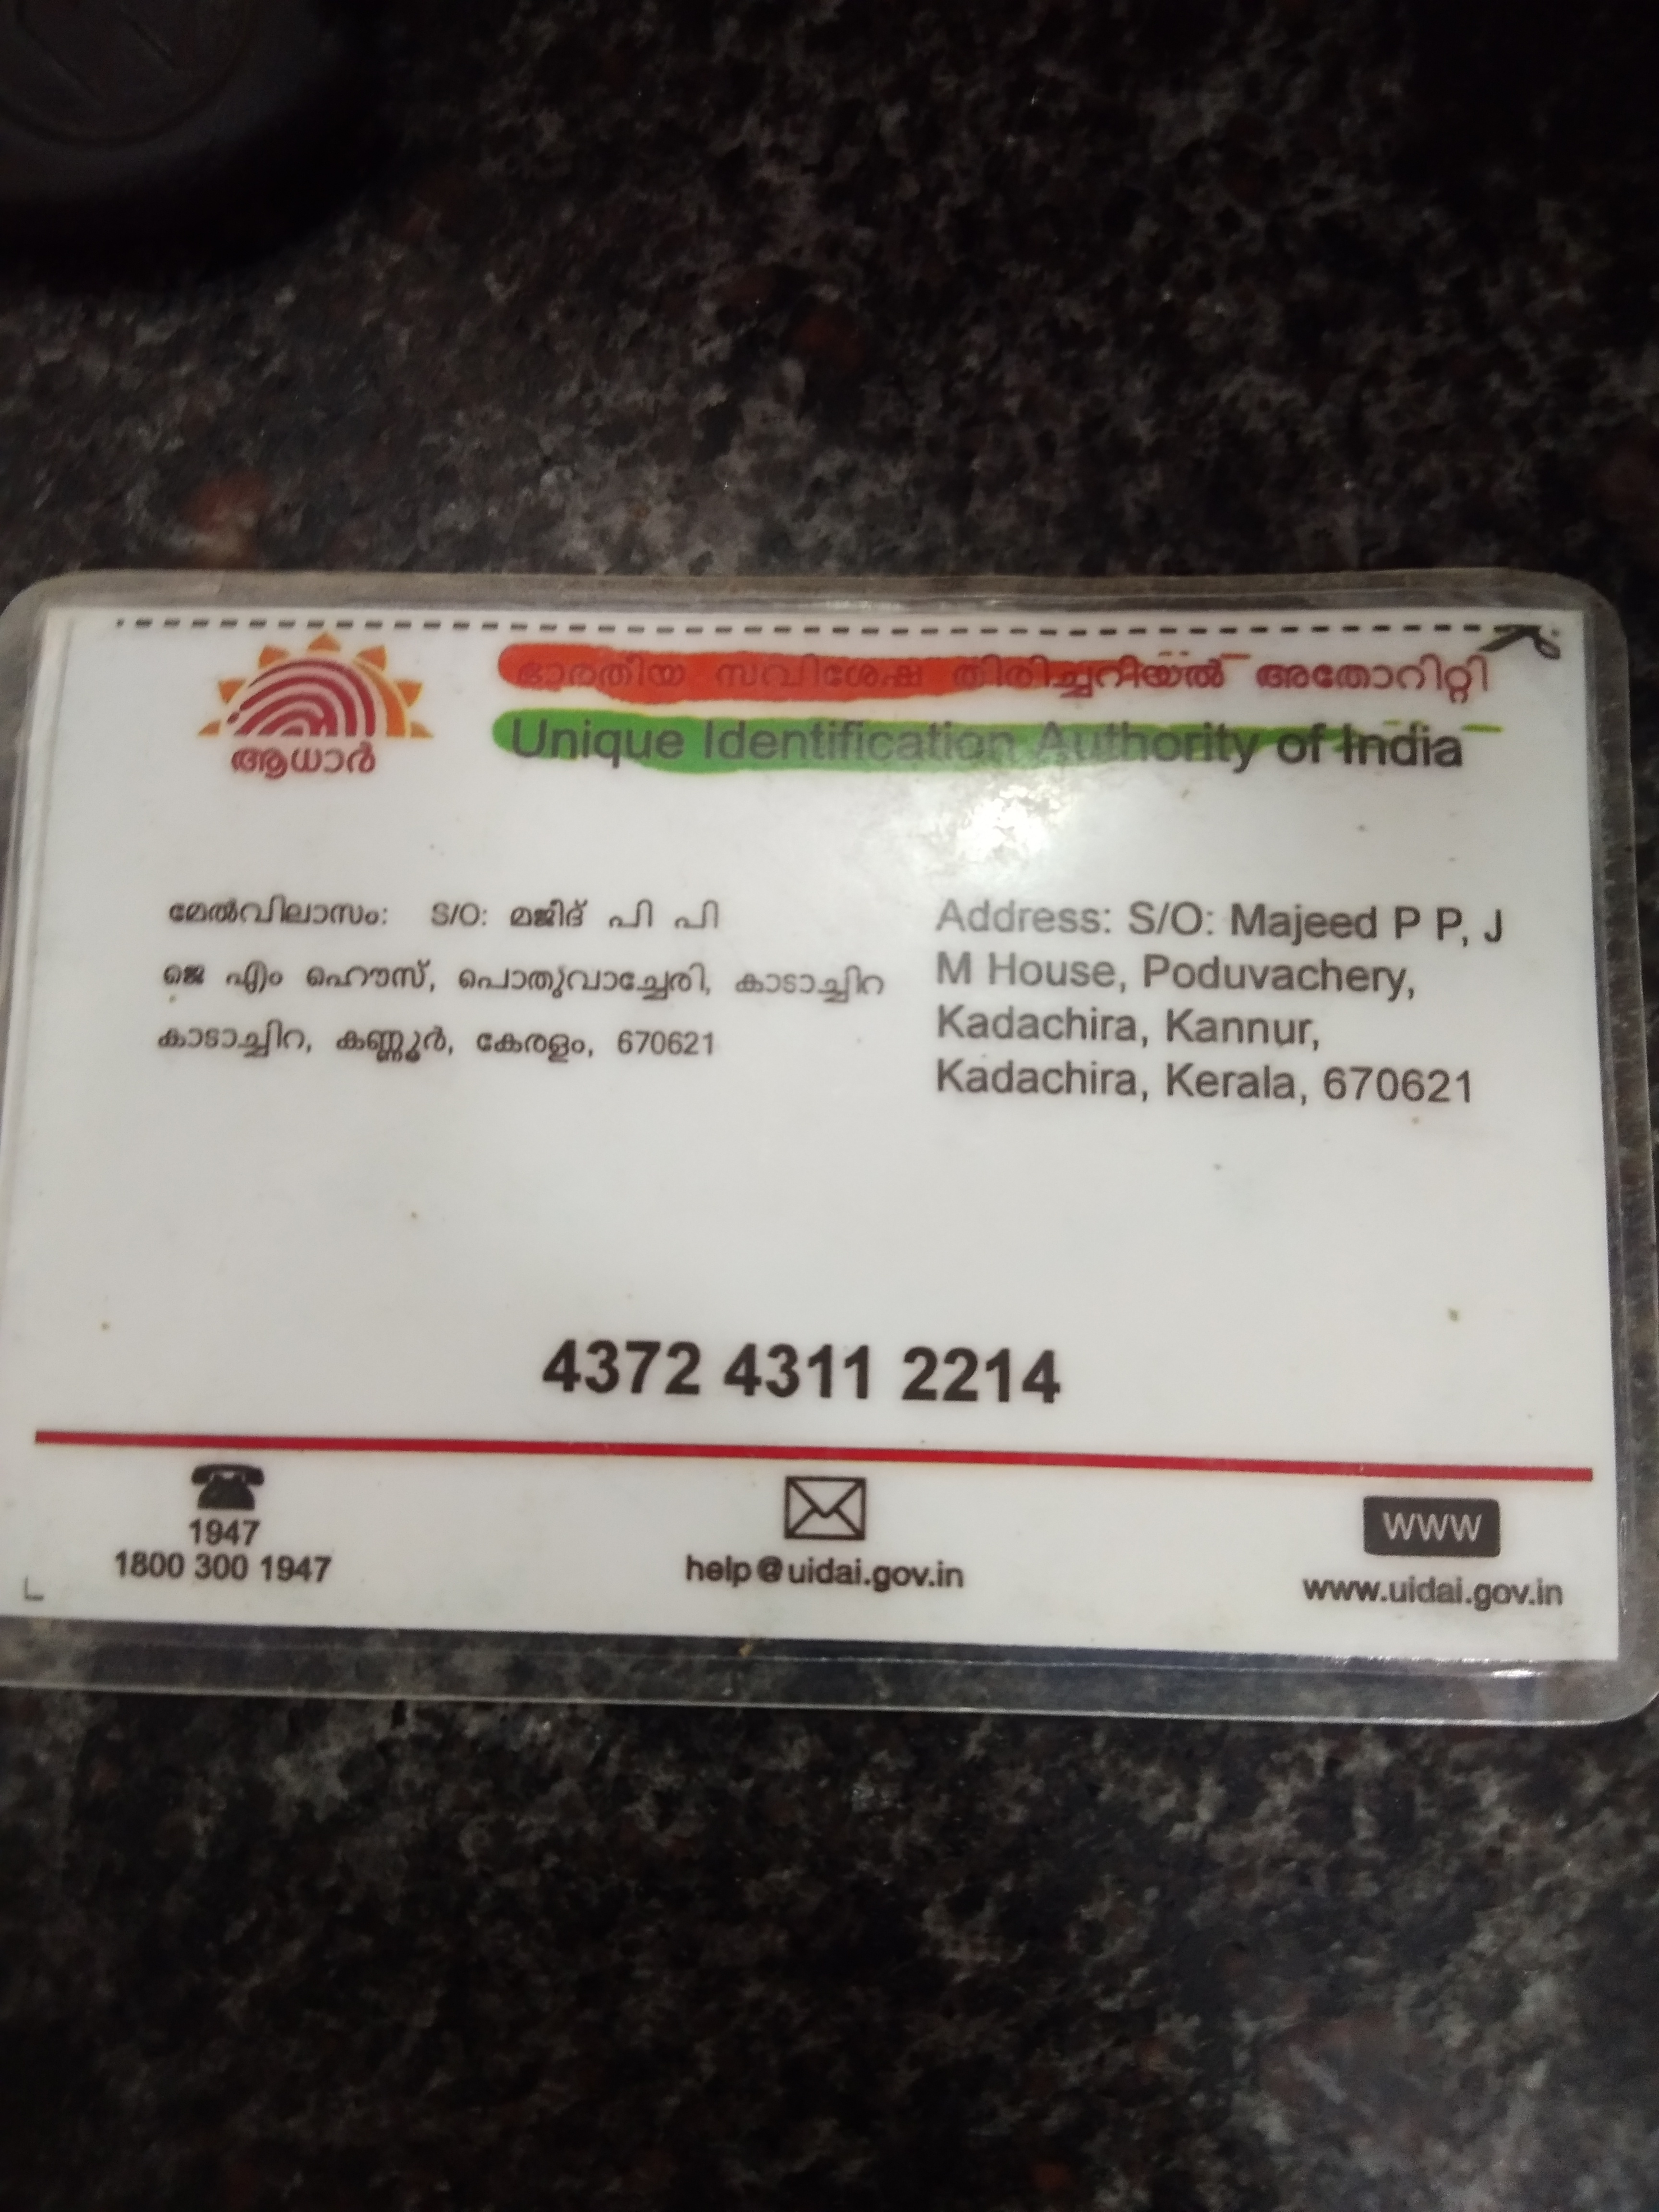 ഭാരതീയ സവിശേഷ തിരിച്ചറിയൽ അതോറിറ്റി
ആധാർ
Unique Identification Authority of India
മേൽവിലാസം: S/O: മജീദ് പി പി
ജെ എം ഹൌസ്, പൊതുവാച്ചേരി, കാടാച്ചിറ
കാടാച്ചിറ, കണ്ണൂർ, കേരളം, 670621
Address: S/O: Majeed P P, J
M House, Poduvachery,
Kadachira, Kannur,
Kadachira, Kerala, 670621
4372 4311 2214
1947
1800 300 1947
help@uidai.gov.in
WWW
www.uidai.gov.in